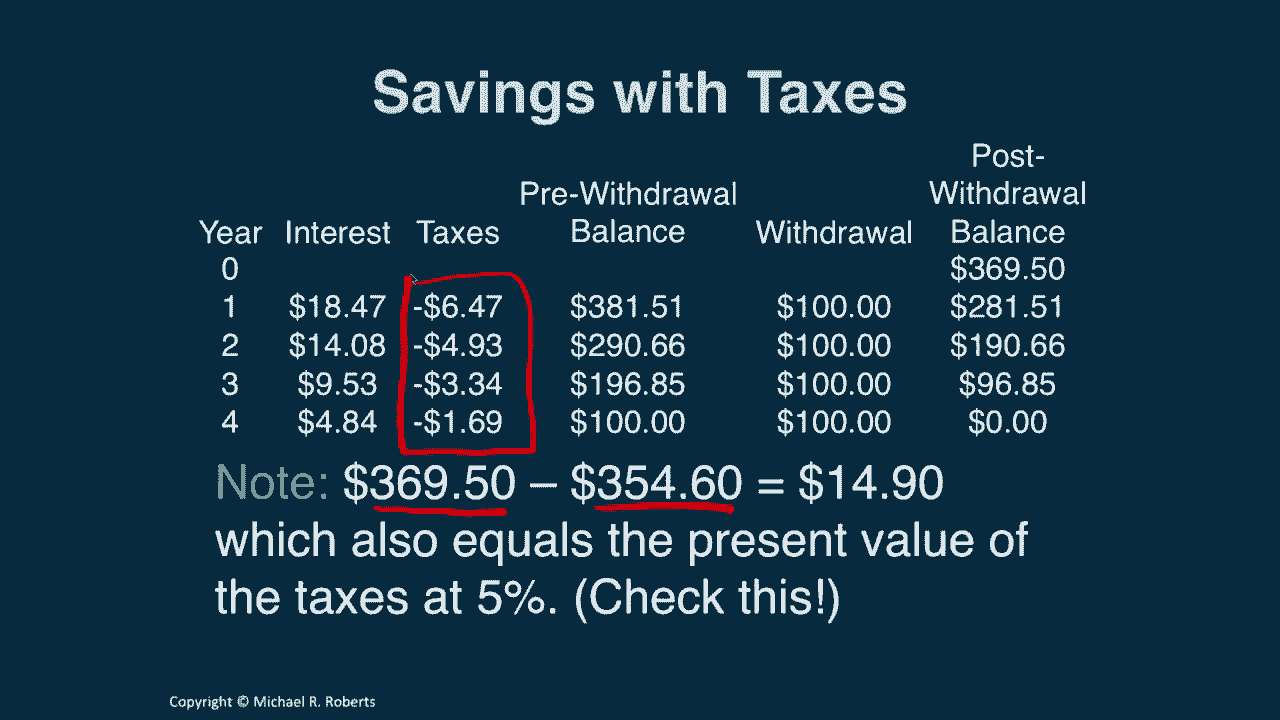 Savings with Taxes
Post-
Pre-Withdrawal Withdrawal
Year Interest Taxes Balance Withdrawal Balance
0 $369.50
1 $18.47 -$6.47 $381.51 $100.00 $281.51
2 $14.08 -$4.93 $290.66 $100.00 $190.66
3 $9.53 -$3.34 $196.85 $100.00 $96.85
4 $4.84 -$1.69 $100.00 $100.00 $0.00
Note: $369.50 – $354.60 = $14.90
which also equals the present value of
the taxes at 5%. (Check this!)
Copyright © Michael R. Roberts